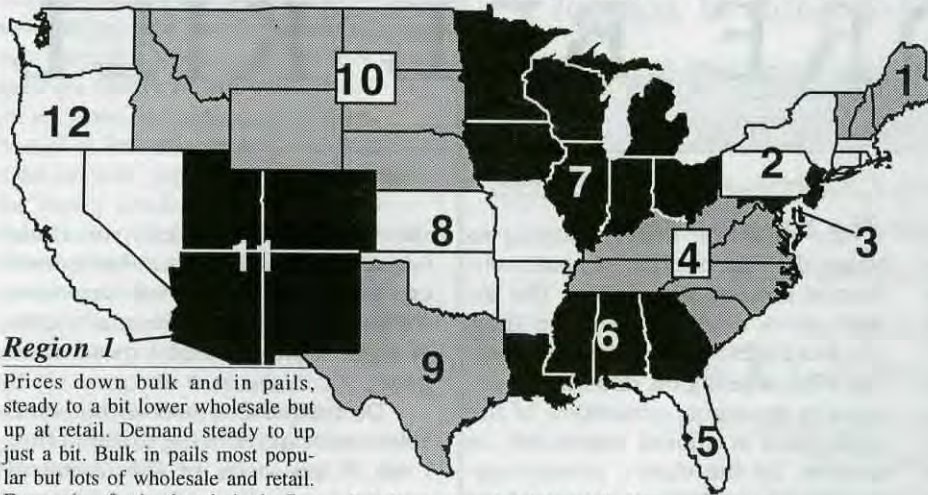 10
1
12
2
7
8
3
11
4
6
9
5
Region 1
Prices down bulk and in pails,
steady to a bit lower wholesale but
up at retail. Demand steady to up
just a bit. Bulk in pails most popu-
lar but lots of wholesale and retail.